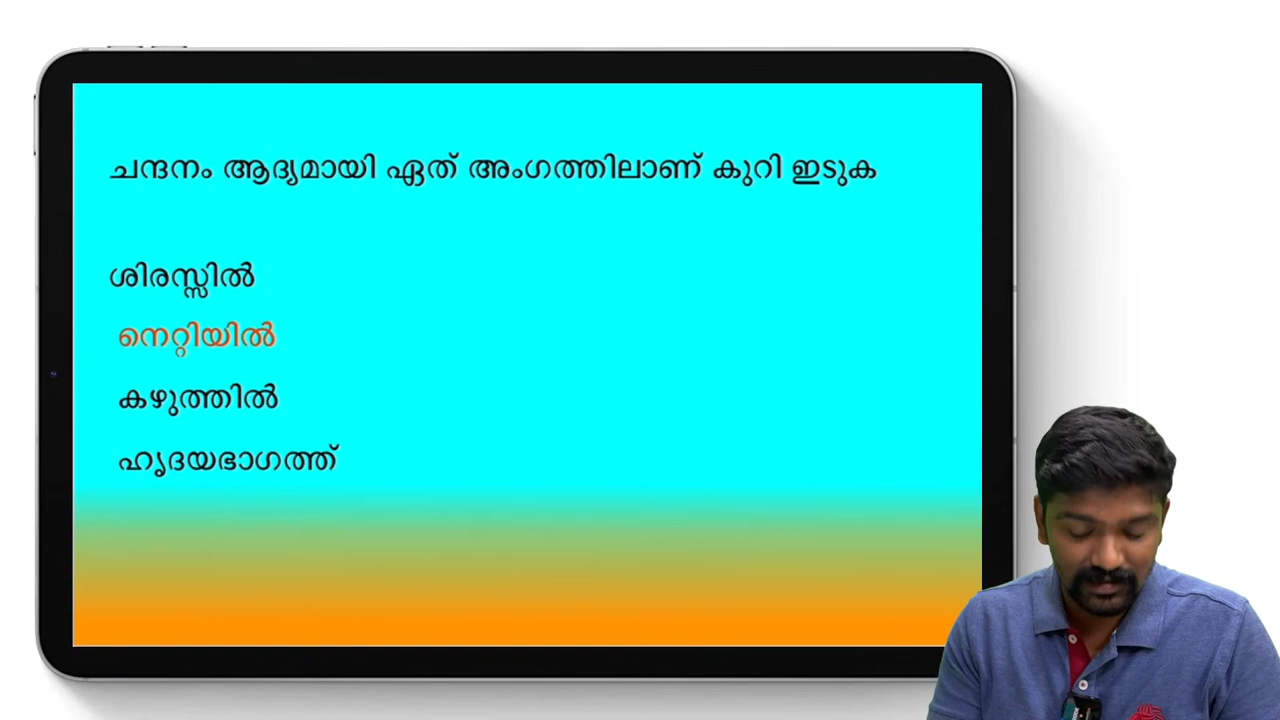 ചന്ദനം ആദ്യമായി ഏത് അംഗത്തിലാണ് കുറി ഇടുക
ശിരസ്സിൽ
നെറ്റിയിൽ
കഴുത്തിൽ
ഹൃദയഭാഗത്ത്